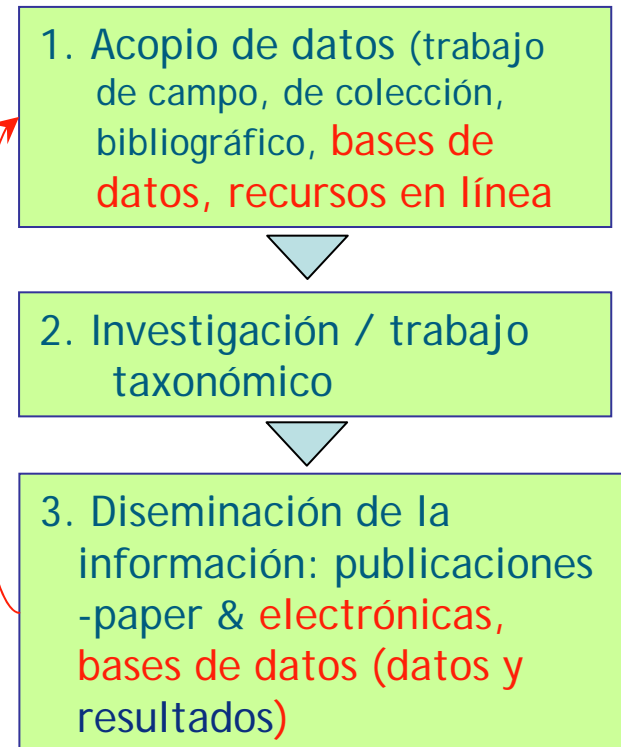 1. Acopio de datos (trabajo
de campo, de colección,
bibliográfico, bases de
datos, recursos en línea
2. Investigación / trabajo
taxonómico
3. Diseminación de la
información: publicaciones
-paper & electrónicas,
bases de datos (datos y
resultados)